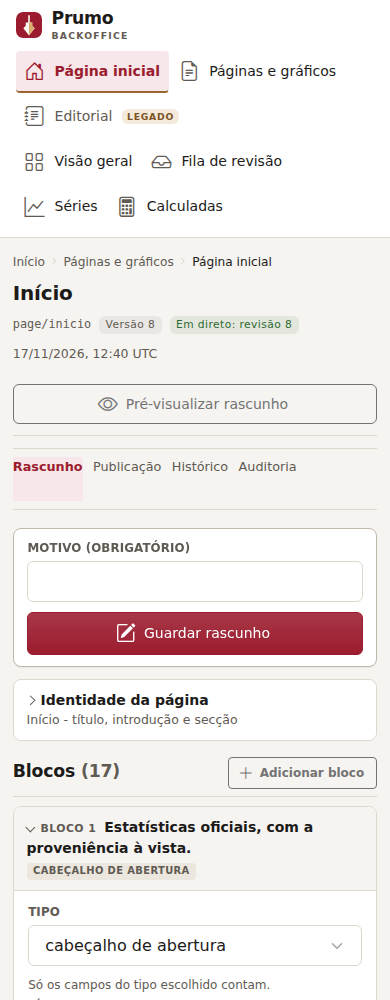 Prumo
BACKOFFICE
Página inicial
Páginas e gráficos
Editorial LEGADO
Visão geral
Fila de revisão
Séries
Calculadas
Início > Páginas e gráficos > Página inicial
Início
page/inicio Versão 8 Em direto: revisão 8
17/11/2026, 12:40 UTC
Pré-visualizar rascunho
Rascunho Publicação Histórico Auditoria
MOTIVO (OBRIGATÓRIO)
Guardar rascunho
Identidade da página
Início - título, introdução e secção
Blocos (17)
Adicionar bloco
BLOCO 1 Estatísticas oficiais, com a
proveniência à vista.
CABEÇALHO DE ABERTURA
TIPO
cabeçalho de abertura
Só os campos do tipo escolhido contam.